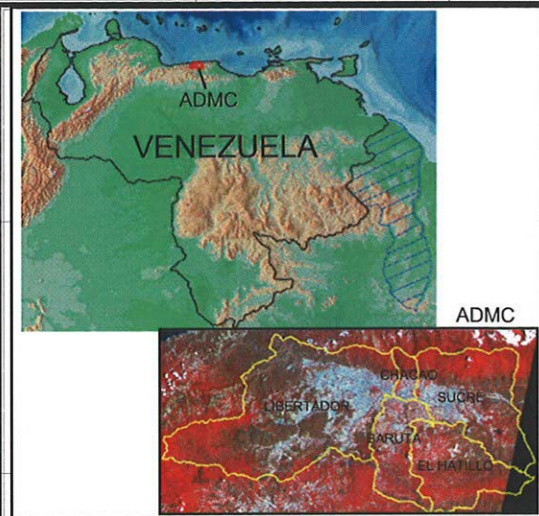 ADMC
VENEZUELA
ADMC
CHACAO
SUCRE
LIBERTADOR
BARUTA
EL HATILLO